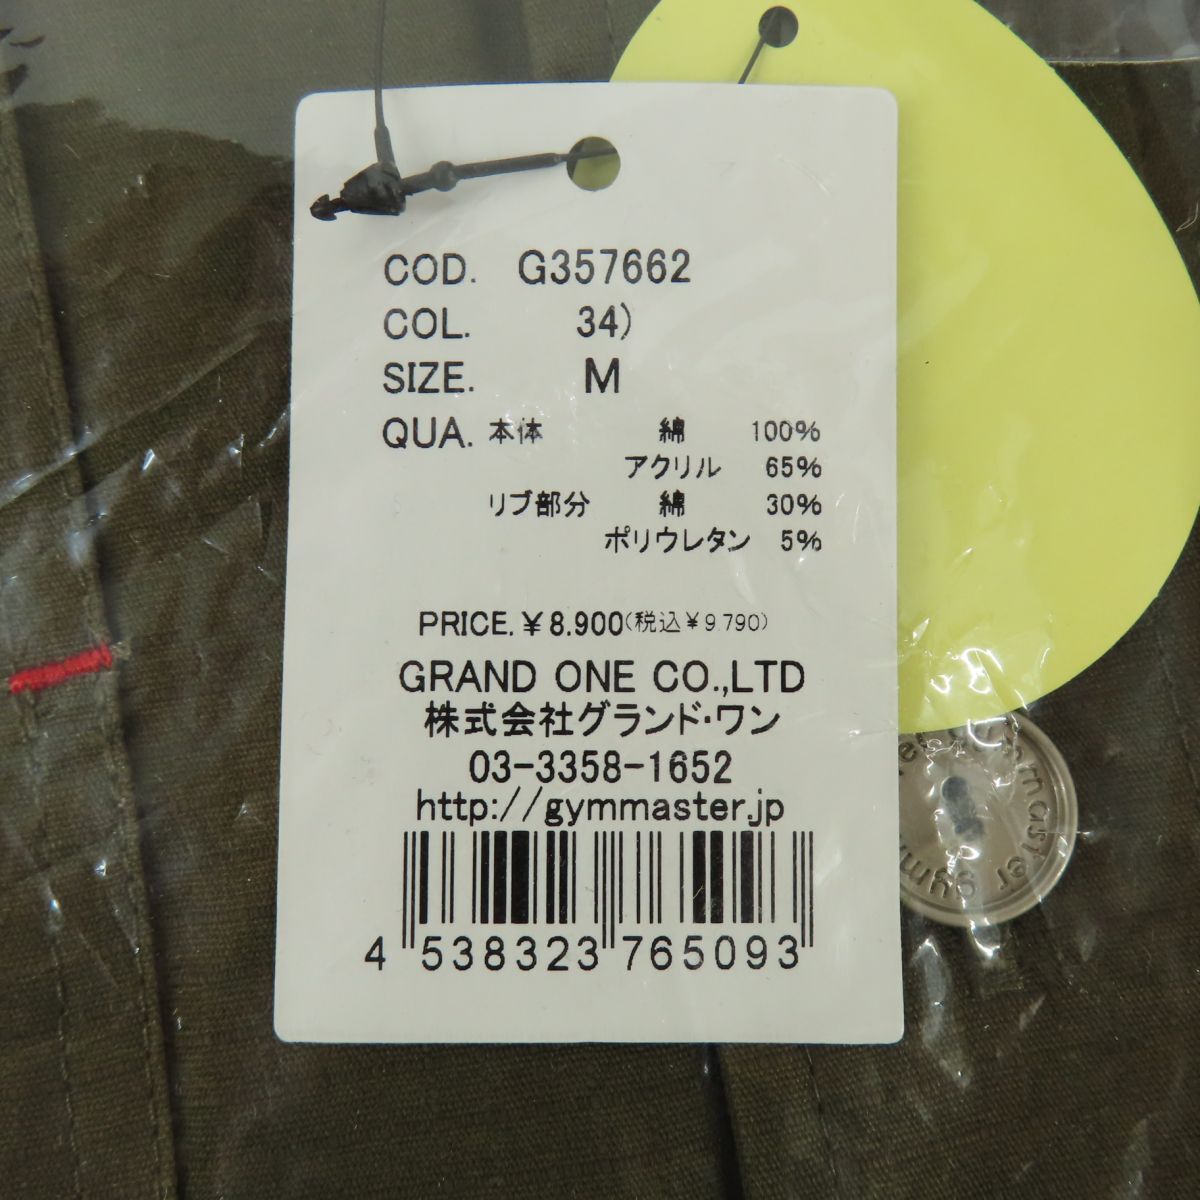 COD. G357662
COL. 34)
SIZE. M
QUA. 本体 綿 100%
アクリル 65%
リブ部分 綿 30%
ポリウレタン 5%
PRICE. ¥8.900(税込¥9.790)
GRAND ONE CO.,LTD
株式会社グランド・ワン
03-3358-1652
http://gymmaster.jp
4 538323 765093
gymmaster